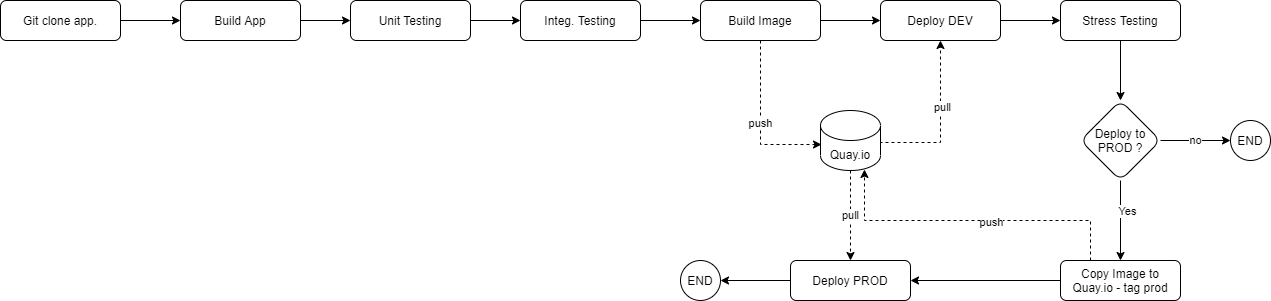 Git clone app.
Build App
Unit Testing
Integ. Testing
Build Image
Deploy DEV
Stress Testing
push
pull
Quay.io
Deploy to
PROD ?
no
END
pull
push
Yes
END
Deploy PROD
Copy Image to
Quay.io - tag prod